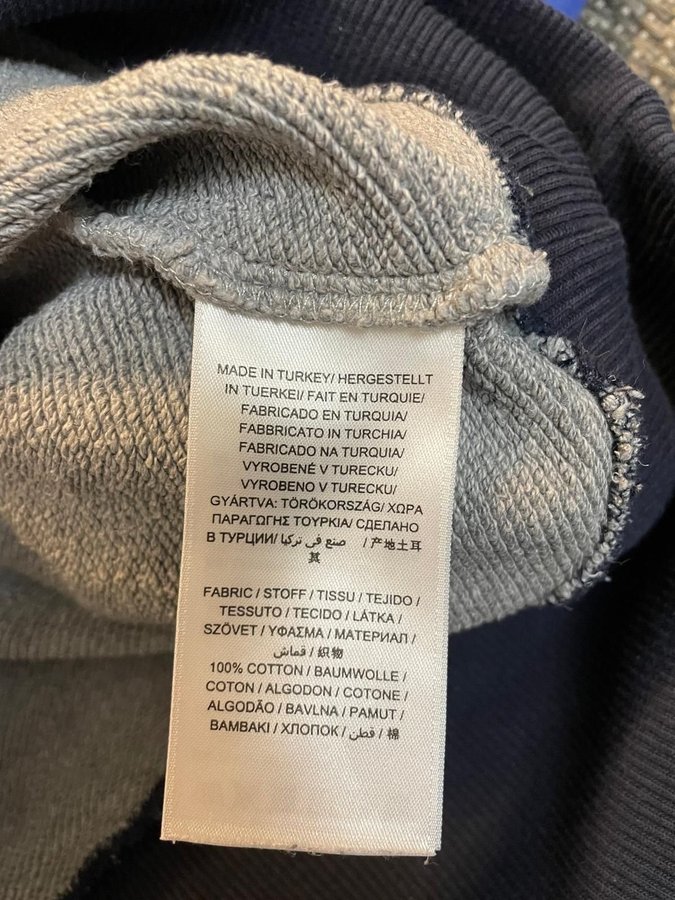 MADE IN TURKEY/ HERGESTELLT
IN TUERKEI/ FAIT EN TURQUIE/
FABRICADO EN TURQUIA/
FABBRICATO IN TURCHIA/
FABRICADO NA TURQUIA/
VYROBENÉ V TURECKU/
VYROBENO V TURECKU/
GYÁRTVA: TÖRÖKORSZÁG/ ΧΩΡΑ
ΠΑΡΑΓΩΓΗΣ ΤΟΥΡΚΙΑ/ СДЕЛАНО
В ТУРЦИИ/ صنع في تركيا / 产地土耳
其
FABRIC / STOFF / TISSU / TEJIDO /
TESSUTO / TECIDO / LÁTKA /
SZÖVET / ΥΦΑΣΜΑ / МАТЕРИАЛ /
قماش / 织物
100% COTTON / BAUMWOLLE /
COTON / ALGODON / COTONE /
ALGODÃO / BAVLNA / PAMUT /
ΒΑΜΒΑΚΙ / ХЛОПОК / قطن / 棉